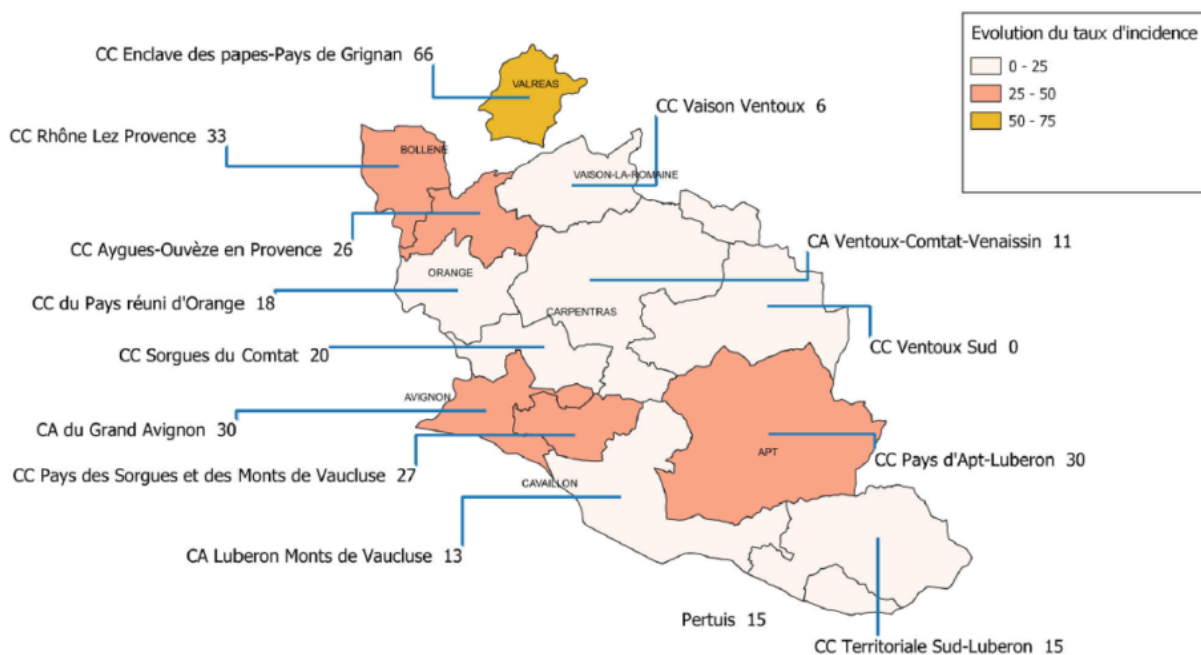 Evolution du taux d'incidence
0 - 25
25 - 50
50 - 75
CC Enclave des papes-Pays de Grignan 66
VALREAS
CC Vaison Ventoux 6
CC Rhône Lez Provence 33
BOLLENE
VAISON-LA-ROMAINE
CC Aygues-Ouvèze en Provence 26
CA Ventoux-Comtat-Venaissin 11
ORANGE
CC du Pays réuni d'Orange 18
CARPENTRAS
CC Sorgues du Comtat 20
CC Ventoux Sud 0
AVIGNON
CA du Grand Avignon 30
APT
CC Pays d'Apt-Luberon 30
CC Pays des Sorgues et des Monts de Vaucluse 27
CAVAILLON
CA Luberon Monts de Vaucluse 13
Pertuis 15
CC Territoriale Sud-Luberon 15